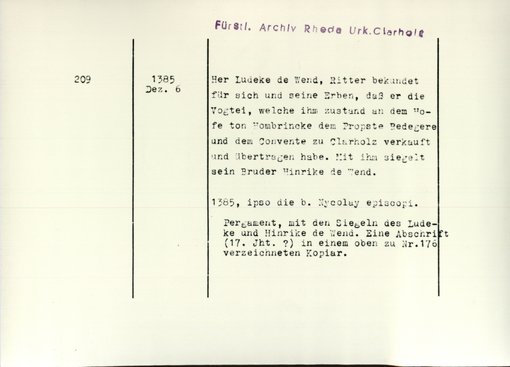 Fürstl. Archiv Rheda Urk. Clarholz
209
1385
Dez. 6
Her Ludeke de Wend, Ritter bekundet
für sich und seine Erben, daß er die
Vogtei, welche ihm zustand an dem Ho-
fe ton Hombrincke dem Propste Redegere
und dem Convente zu Clarholz verkauft
und übertragen habe. Mit ihm siegelt
sein Bruder Hinrike de Wend.
1385, ipso die b. Nycolay episcopi.
Pergament, mit den Siegeln des Lude-
ke und Hinrike de Wend. Eine Abschrift
(17. Jht. ?) in einem oben zu Nr.176
verzeichneten Kopiar.